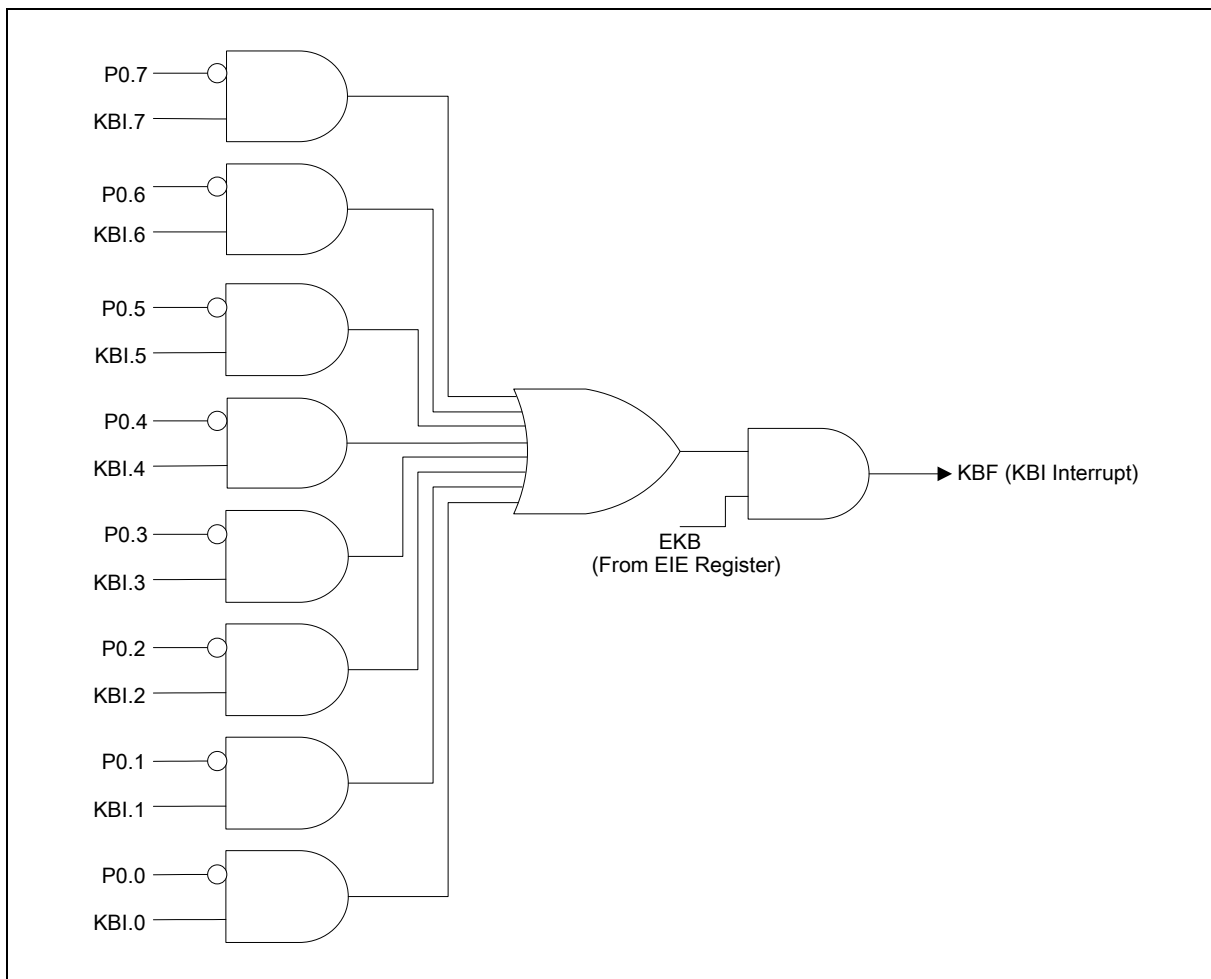 P0.7
KBI.7
P0.6
KBI.6
P0.5
KBI.5
P0.4
KBI.4
P0.3
KBI.3
P0.2
KBI.2
P0.1
KBI.1
P0.0
KBI.0
EKB
(From EIE Register)
KBF (KBI Interrupt)